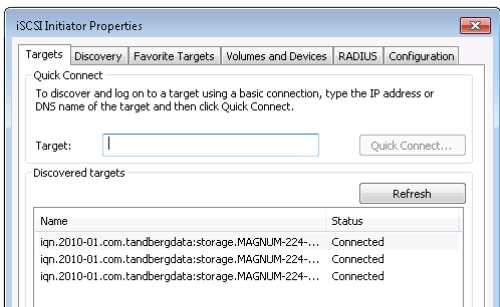 iSCSI Initiator Properties
Targets Discovery Favorite Targets Volumes and Devices RADIUS Configuration
Quick Connect
To discover and log on to a target using a basic connection, type the IP address or
DNS name of the target and then click Quick Connect.
Target: Quick Connect...
Discovered targets
Refresh
Name Status
iqn.2010-01.com.tandbergdata:storage.MAGNUM-224-... Connected
iqn.2010-01.com.tandbergdata:storage.MAGNUM-224-... Connected
iqn.2010-01.com.tandbergdata:storage.MAGNUM-224-... Connected